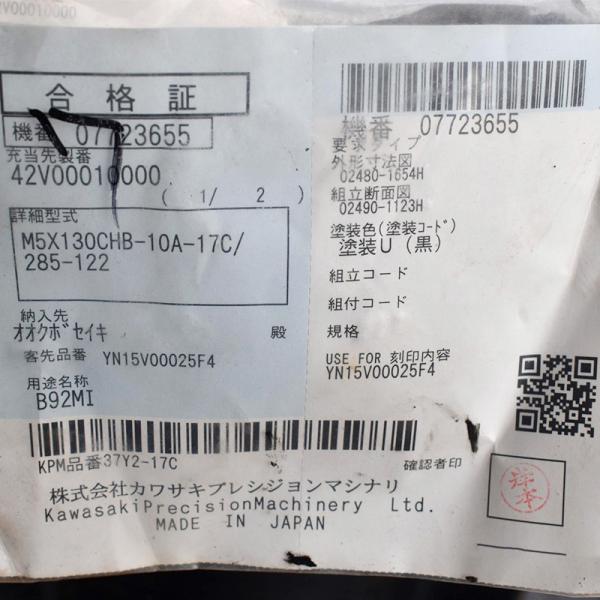 2V00010000
合格証
機番 07723655
充当先製番
42V00010000
( 1/ 2 )
詳細型式
M5X130CHB-10A-17C/
285-122
納入先
オオクボセイキ 殿
客先品番 YN15V00025F4
用途名称
B92MI
KPM品番37Y2-17C
機番 07723655
要求タイプ
外形寸法図
02480-1654H
組立断面図
02490-1123H
塗装色(塗装コード)
塗装U(黒)
組立コード
組付コード
規格
USE FOR 刻印内容
YN15V00025F4
確認者印
岸本
株式会社カワサキプレシジョンマシナリ
KawasakiPrecisionMachinery Ltd.
MADE IN JAPAN